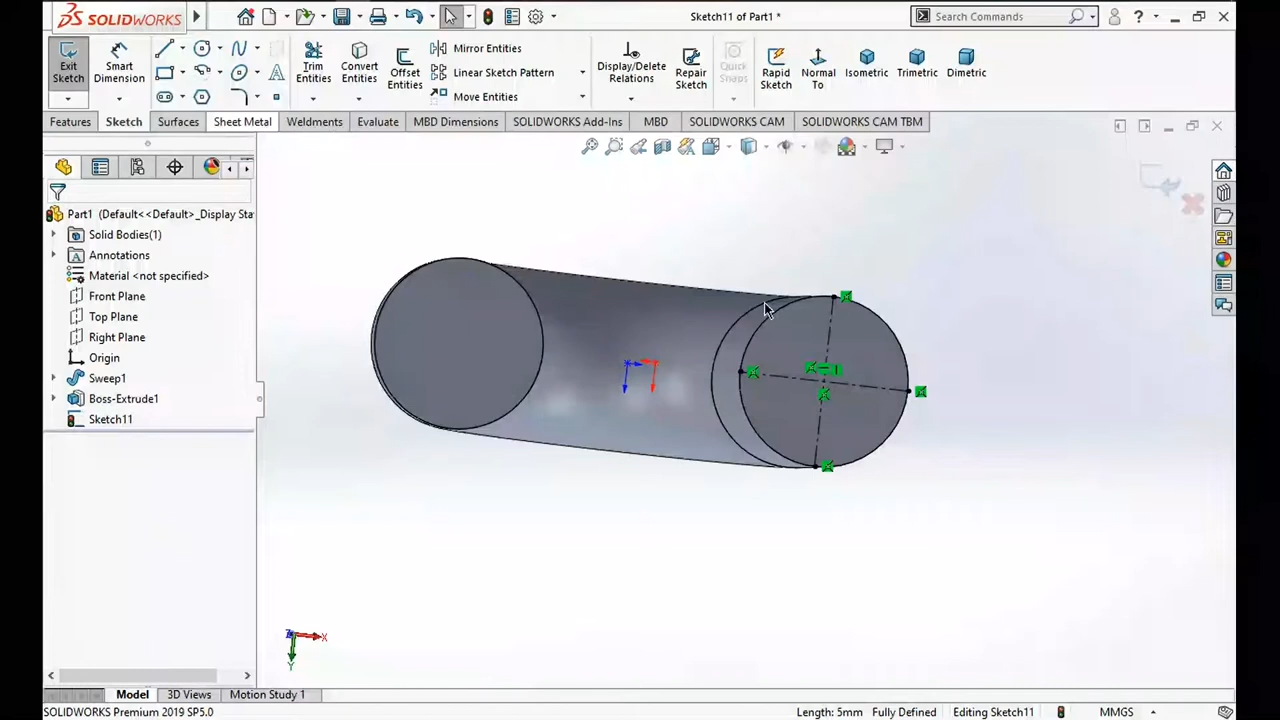 SOLIDWORKS
Sketch11 of Part1 *
Search Commands
Exit Sketch
Smart Dimension
Trim Entities
Convert Entities
Offset Entities
Mirror Entities
Linear Sketch Pattern
Move Entities
Display/Delete Relations
Repair Sketch
Quick Snaps
Rapid Sketch
Normal To
Isometric
Trimetric
Dimetric
Features
Sketch
Surfaces
Sheet Metal
Weldments
Evaluate
MBD Dimensions
SOLIDWORKS Add-Ins
MBD
SOLIDWORKS CAM
SOLIDWORKS CAM TBM
Part1 (Default<<Default>_Display Sta
Solid Bodies(1)
Annotations
Material <not specified>
Front Plane
Top Plane
Right Plane
Origin
Sweep1
Boss-Extrude1
Sketch11
Z
X
Y
Model
3D Views
Motion Study 1
SOLIDWORKS Premium 2019 SP5.0
Length: 5mm
Fully Defined
Editing Sketch11
MMGS